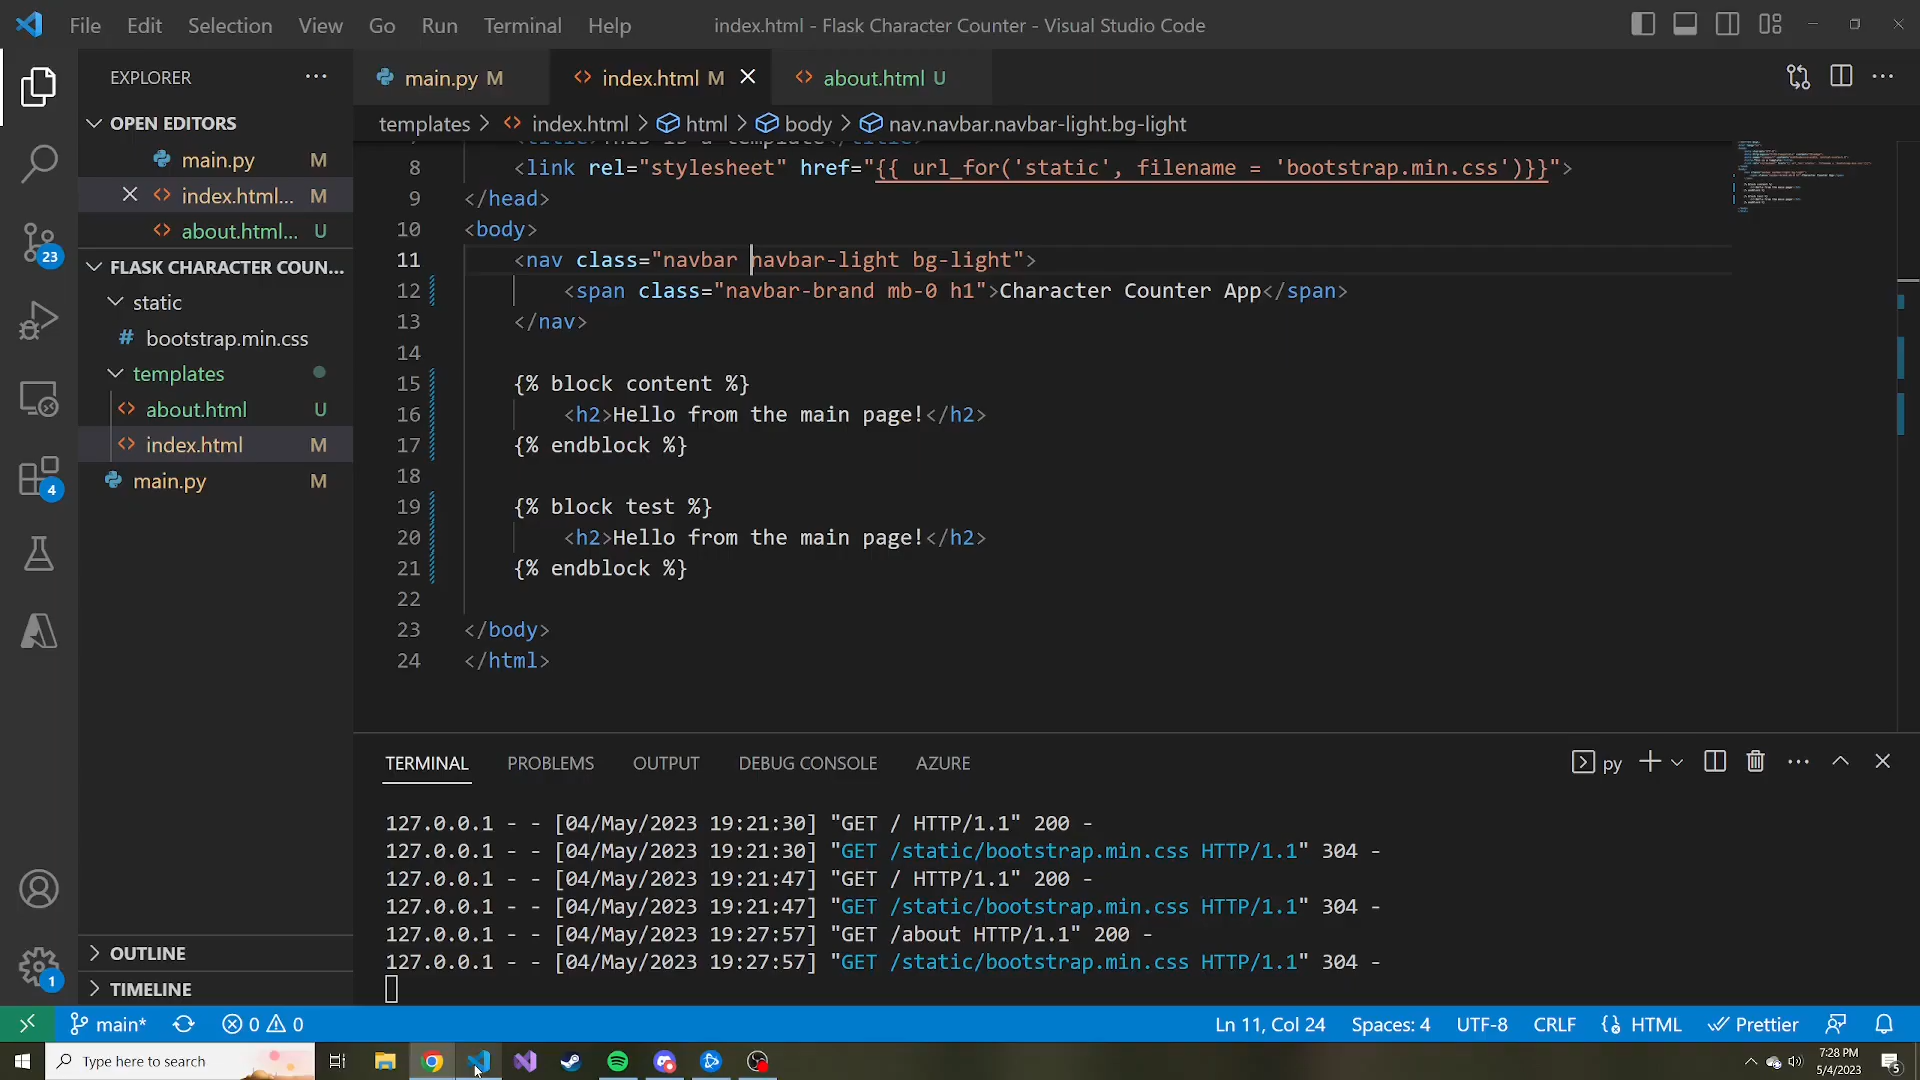 File Edit Selection View Go Run Terminal Help index.html - Flask Character Counter - Visual Studio Code
EXPLORER
main.py M
index.html M
about.html U
OPEN EDITORS
main.py M
index.html... M
about.html... U
FLASK CHARACTER COUN...
static
bootstrap.min.css
templates
about.html U
index.html M
main.py M
OUTLINE
TIMELINE
23
4
1
templates > index.html > html > body > nav.navbar.navbar-light.bg-light
<title>This is a template</title>
8 <link rel="stylesheet" href="{{ url_for('static', filename = 'bootstrap.min.css')}}">
9 </head>
10 <body>
11 <nav class="navbar navbar-light bg-light">
12 <span class="navbar-brand mb-0 h1">Character Counter App</span>
13 </nav>
14
15 {% block content %}
16 <h2>Hello from the main page!</h2>
17 {% endblock %}
18
19 {% block test %}
20 <h2>Hello from the main page!</h2>
21 {% endblock %}
22
23 </body>
24 </html>
TERMINAL PROBLEMS OUTPUT DEBUG CONSOLE AZURE
py
127.0.0.1 - - [04/May/2023 19:21:30] "GET / HTTP/1.1" 200 -
127.0.0.1 - - [04/May/2023 19:21:30] "GET /static/bootstrap.min.css HTTP/1.1" 304 -
127.0.0.1 - - [04/May/2023 19:21:47] "GET / HTTP/1.1" 200 -
127.0.0.1 - - [04/May/2023 19:21:47] "GET /static/bootstrap.min.css HTTP/1.1" 304 -
127.0.0.1 - - [04/May/2023 19:27:57] "GET /about HTTP/1.1" 200 -
127.0.0.1 - - [04/May/2023 19:27:57] "GET /static/bootstrap.min.css HTTP/1.1" 304 -
main* 0 0 Ln 11, Col 24 Spaces: 4 UTF-8 CRLF HTML Prettier
Type here to search
7:28 PM
5/4/2023
5